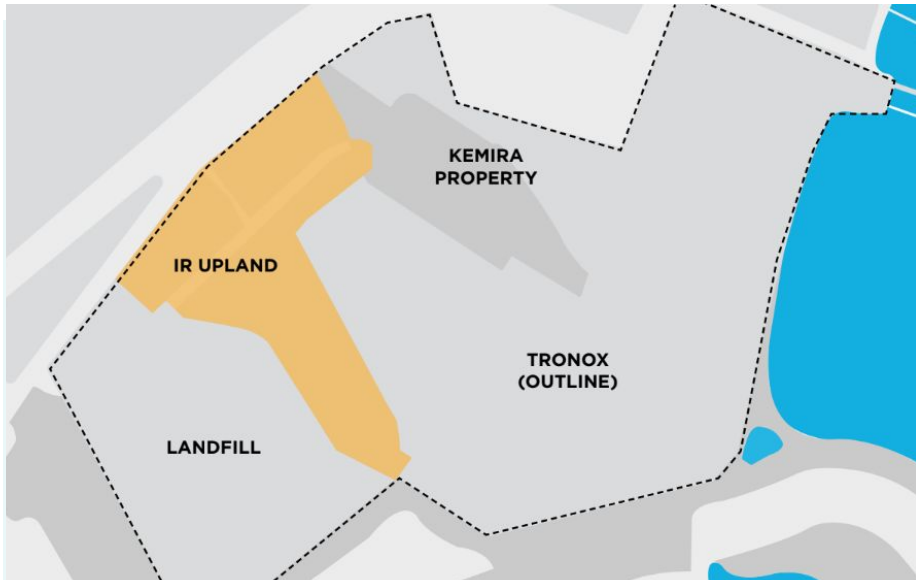 KEMIRA
PROPERTY
IR UPLAND
TRONOX
(OUTLINE)
LANDFILL